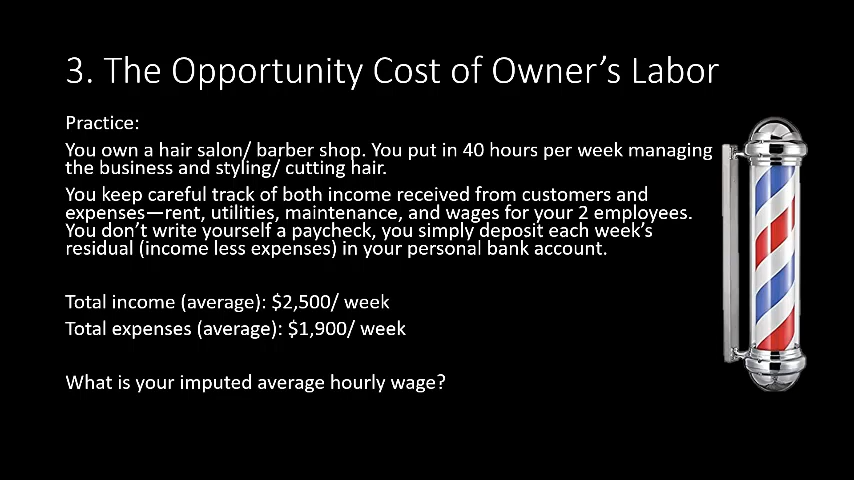 3. The Opportunity Cost of Owner’s Labor
Practice:
You own a hair salon/ barber shop. You put in 40 hours per week managing
the business and styling/ cutting hair.
You keep careful track of both income received from customers and
expenses—rent, utilities, maintenance, and wages for your 2 employees.
You don’t write yourself a paycheck, you simply deposit each week’s
residual (income less expenses) in your personal bank account.
Total income (average): $2,500/ week
Total expenses (average): $1,900/ week
What is your imputed average hourly wage?